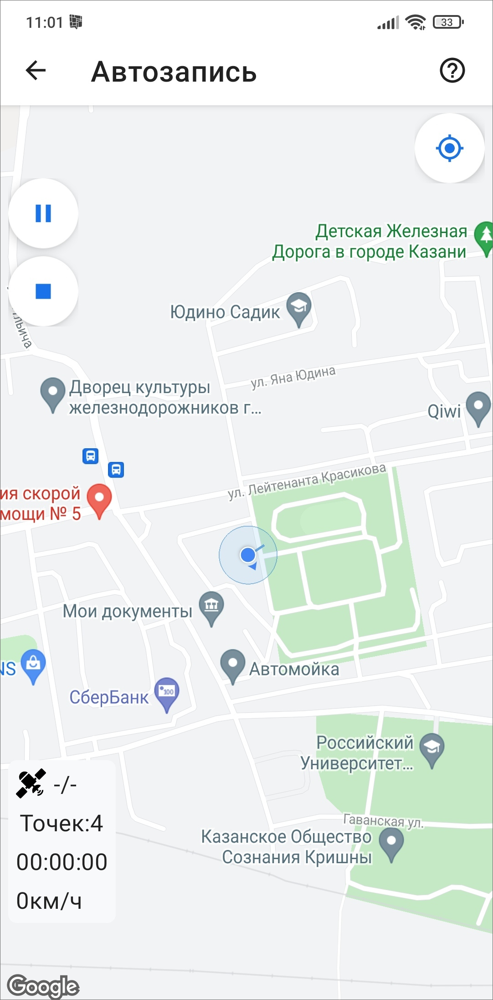 11:01
33
Автозапись
Детская Железная
Дорога в городе Казани
Юдино Садик
ул. Яна Юдина
Дворец культуры
железнодорожников г...
Qiwi
ул. Лейтенанта Красикова
ия скорой
мощи № 5
Мои документы
NS
Автомойка
СберБанк
100
Российский
Университет...
-/-
Точек:4
Гаванская ул.
Казанское Общество
Сознания Кришны
00:00:00
0км/ч
Google